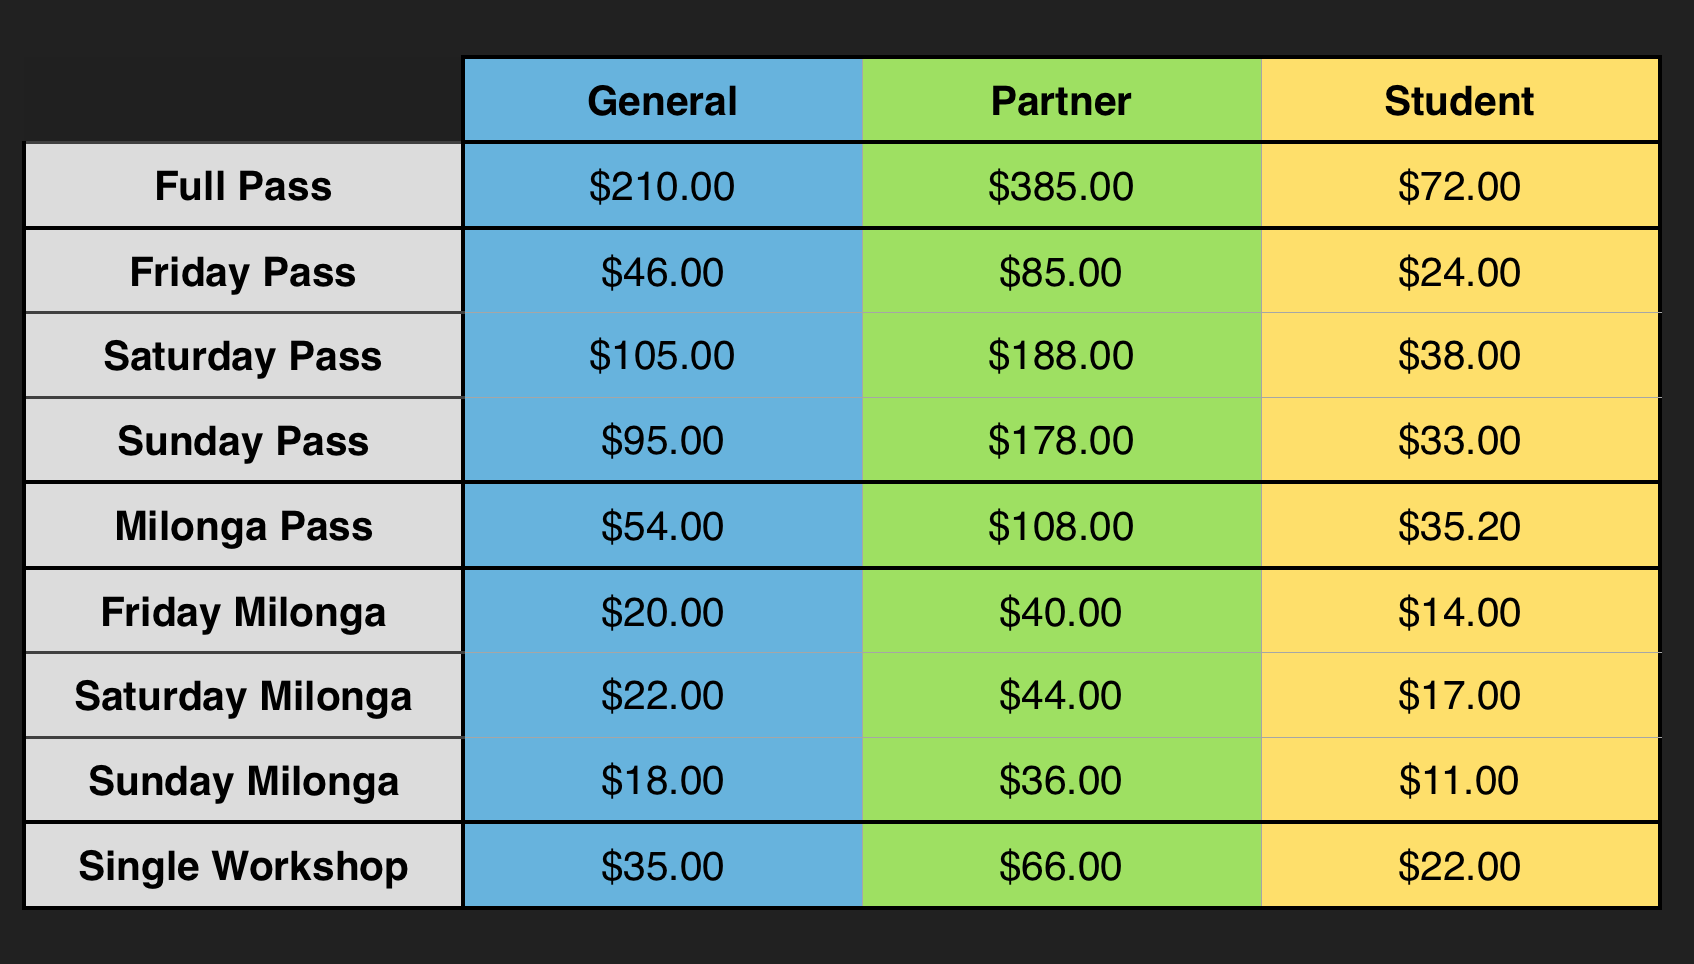 General Partner Student
Full Pass $210.00 $385.00 $72.00
Friday Pass $46.00 $85.00 $24.00
Saturday Pass $105.00 $188.00 $38.00
Sunday Pass $95.00 $178.00 $33.00
Milonga Pass $54.00 $108.00 $35.20
Friday Milonga $20.00 $40.00 $14.00
Saturday Milonga $22.00 $44.00 $17.00
Sunday Milonga $18.00 $36.00 $11.00
Single Workshop $35.00 $66.00 $22.00